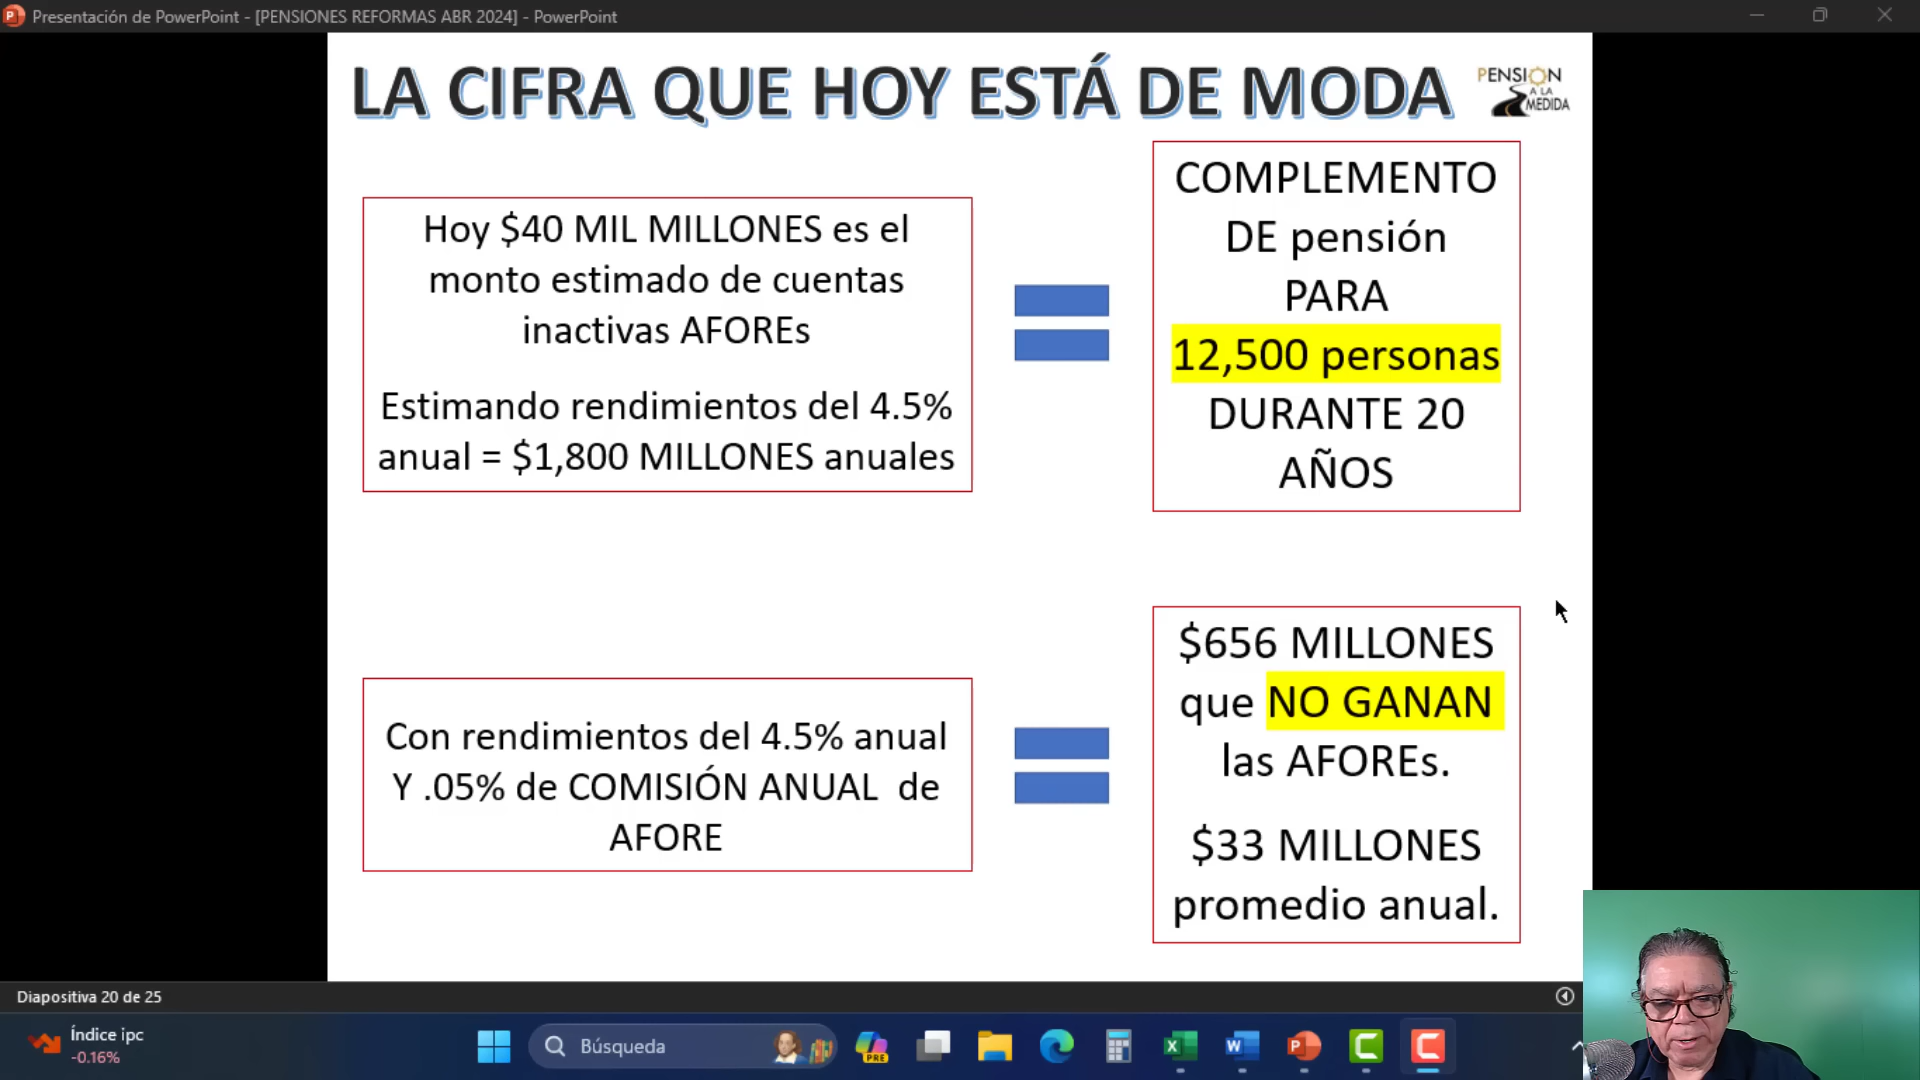 Presentación de PowerPoint - [PENSIONES REFORMAS ABR 2024] - PowerPoint
LA CIFRA QUE HOY ESTÁ DE MODA
PENSIÓN
A LA
MEDIDA
Hoy $40 MIL MILLONES es el
monto estimado de cuentas
inactivas AFOREs
Estimando rendimientos del 4.5%
anual = $1,800 MILLONES anuales
COMPLEMENTO
DE pensión
PARA
12,500 personas
DURANTE 20
AÑOS
Con rendimientos del 4.5% anual
Y .05% de COMISIÓN ANUAL de
AFORE
$656 MILLONES
que NO GANAN
las AFOREs.
$33 MILLONES
promedio anual.
Diapositiva 20 de 25
Índice ipc
-0.16%
Búsqueda
PRE